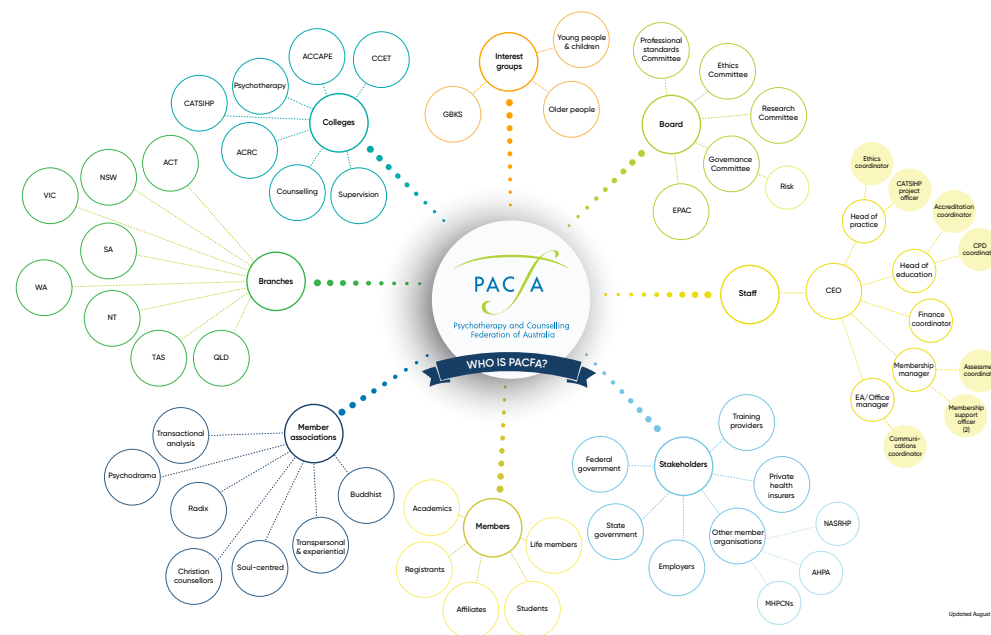 ACCAPE
CCET
Psychotherapy
CATSIHP
Colleges
ACRC
Counselling
Supervision
Interest
groups
Young people
& children
GBKS
Older people
Professional
standards
Committee
Ethics
Committee
Board
Research
Committee
Governance
Committee
Risk
EPAC
ACT
NSW
VIC
SA
Branches
WA
NT
TAS
QLD
PACFA
Psychotherapy and Counselling
Federation of Australia
WHO IS PACFA?
Ethics
coordinator
CATSIHP
project
officer
Head of
practice
Accreditation
coordinator
CPD
Head of
education
Staff
CEO
Finance
coordinator
Membership
manager
EA/Office
manager
Membership
support
officer
(2)
Communi-
cations
coordinator
Member
associations
Transactional
analysis
Psychodrama
Radix
Buddhist
Transpersonal
& experiential
Christian
counsellors
Soul-centred
Members
Academics
Life members
Registrants
Affiliates
Students
Training
providers
Federal
government
Stakeholders
Private
health
insurers
State
government
Other member
organisations
Employers
NASRHP
AHPA
MHPCNs
Updated August